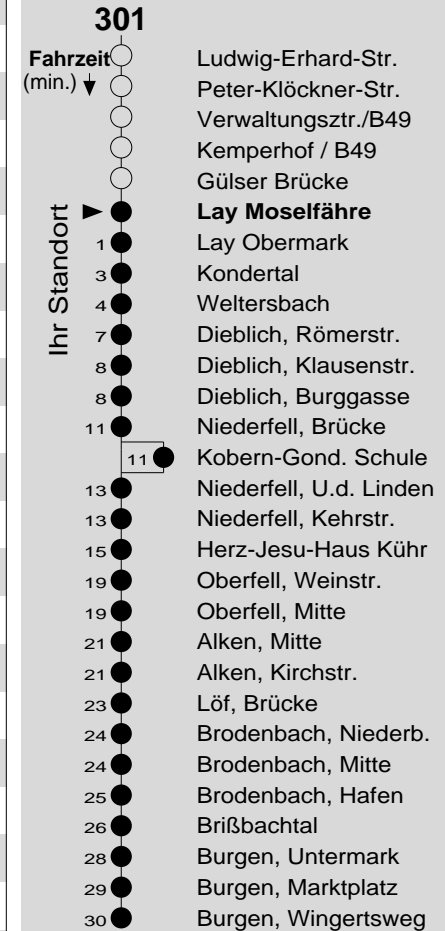 301
Fahrzeit Ludwig-Erhard-Str.
(min.) Peter-Klöckner-Str.
Verwaltungsztr./B49
Kemperhof / B49
Gülser Brücke
Ihr Standort
Lay Moselfähre
1 Lay Obermark
3 Kondertal
4 Weltersbach
7 Dieblich, Römerstr.
8 Dieblich, Klausenstr.
8 Dieblich, Burggasse
11 Niederfell, Brücke
11 Kobern-Gond. Schule
13 Niederfell, U.d. Linden
13 Niederfell, Kehrstr.
15 Herz-Jesu-Haus Kühr
19 Oberfell, Weinstr.
19 Oberfell, Mitte
21 Alken, Mitte
21 Alken, Kirchstr.
23 Löf, Brücke
24 Brodenbach, Niederb.
24 Brodenbach, Mitte
25 Brodenbach, Hafen
26 Brißbachtal
28 Burgen, Untermark
29 Burgen, Marktplatz
30 Burgen, Wingertsweg